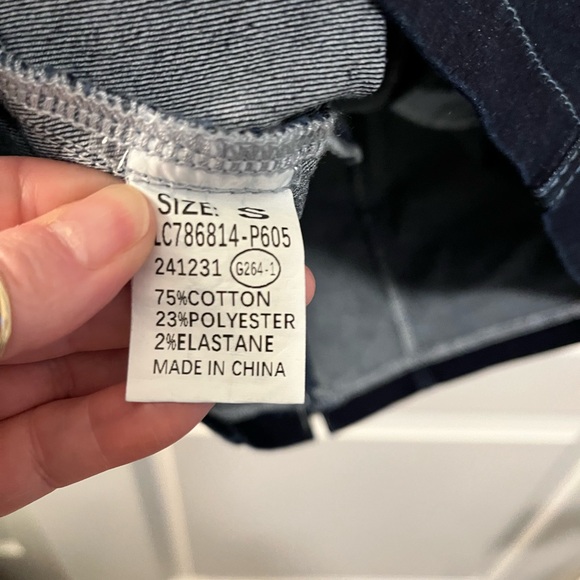 SIZE: S
LC786814-P605
241231 G264-1
75%COTTON
23%POLYESTER
2%ELASTANE
MADE IN CHINA